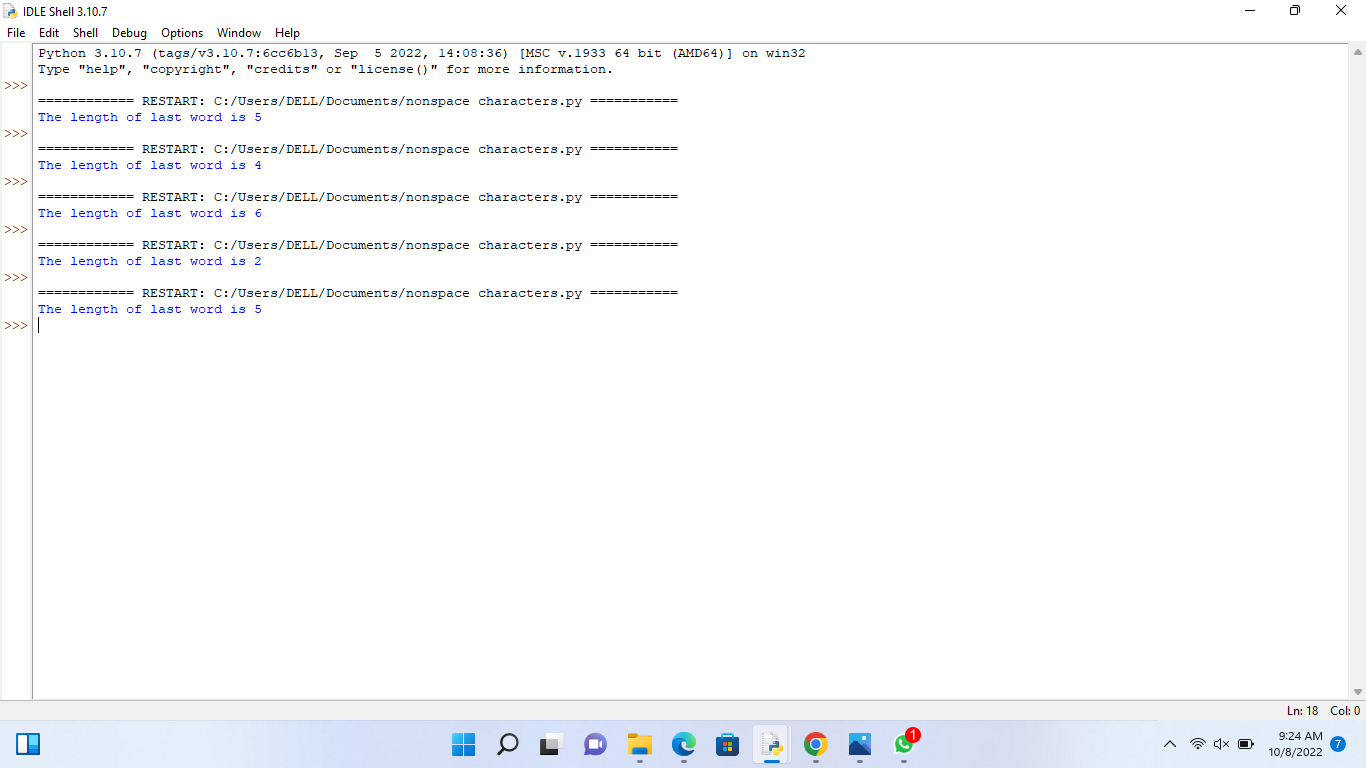 IDLE Shell 3.10.7
File Edit Shell Debug Options Window Help
Python 3.10.7 (tags/v3.10.7:6cc6b13, Sep  5 2022, 14:08:36) [MSC v.1933 64 bit (AMD64)] on win32
Type "help", "copyright", "credits" or "license()" for more information.
>>>
============ RESTART: C:/Users/DELL/Documents/nonspace characters.py ===========
The length of last word is 5
>>>
============ RESTART: C:/Users/DELL/Documents/nonspace characters.py ===========
The length of last word is 4
>>>
============ RESTART: C:/Users/DELL/Documents/nonspace characters.py ===========
The length of last word is 6
>>>
============ RESTART: C:/Users/DELL/Documents/nonspace characters.py ===========
The length of last word is 2
>>>
============ RESTART: C:/Users/DELL/Documents/nonspace characters.py ===========
The length of last word is 5
>>>
Ln: 18 Col: 0
1
9:24 AM
10/8/2022
7